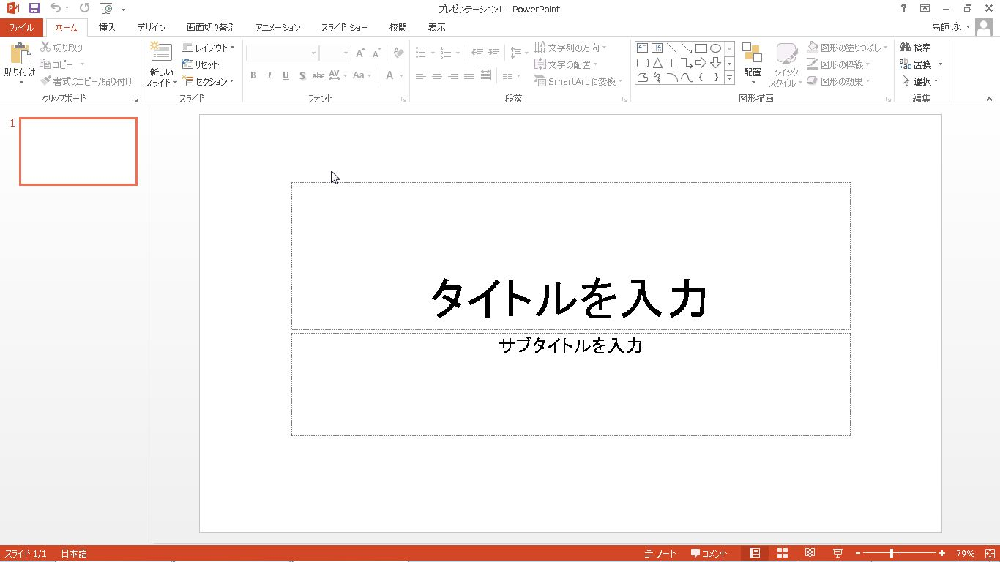 プレゼンテーション1 - PowerPoint
?
ファイル ホーム 挿入 デザイン 画面切り替え アニメーション スライド ショー 校閲 表示 高師 永
貼り付け
切り取り
コピー
書式のコピー/貼り付け
クリップボード
新しい
スライド
レイアウト
リセット
セクション
スライド
B I U S abc AV Aa A
フォント
文字列の方向
文字の配置
SmartArt に変換
段落
配置
クイック
スタイル
図形の塗りつぶし
図形の枠線
図形の効果
図形描画
検索
置換
選択
編集
1
タイトルを入力
サブタイトルを入力
スライド 1/1 日本語 ノート コメント 79%